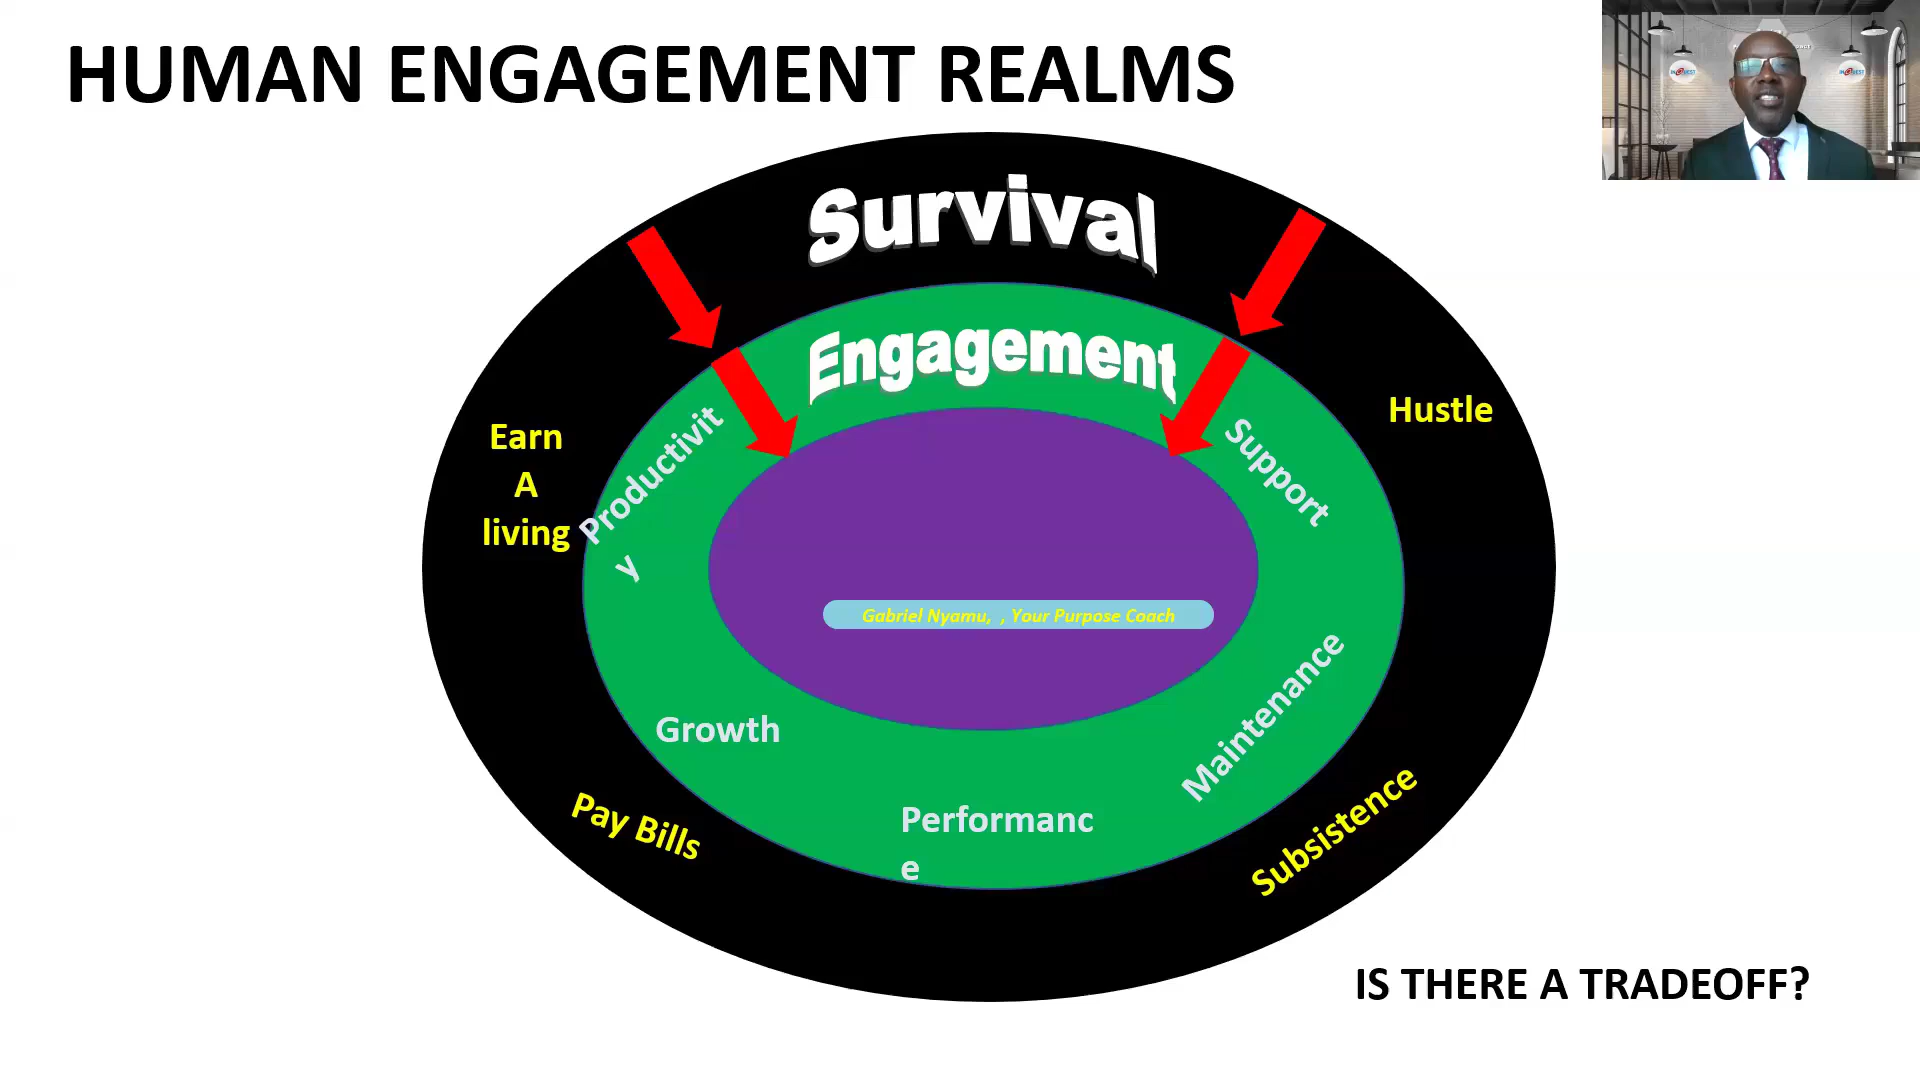 HUMAN ENGAGEMENT REALMS
Survival
Engagement
Earn
A
living
Productivit
y
Support
Hustle
Gabriel Nyamu, , Your Purpose Coach
Growth
Maintenance
Pay Bills
Performanc
e
Subsistence
IS THERE A TRADEOFF?